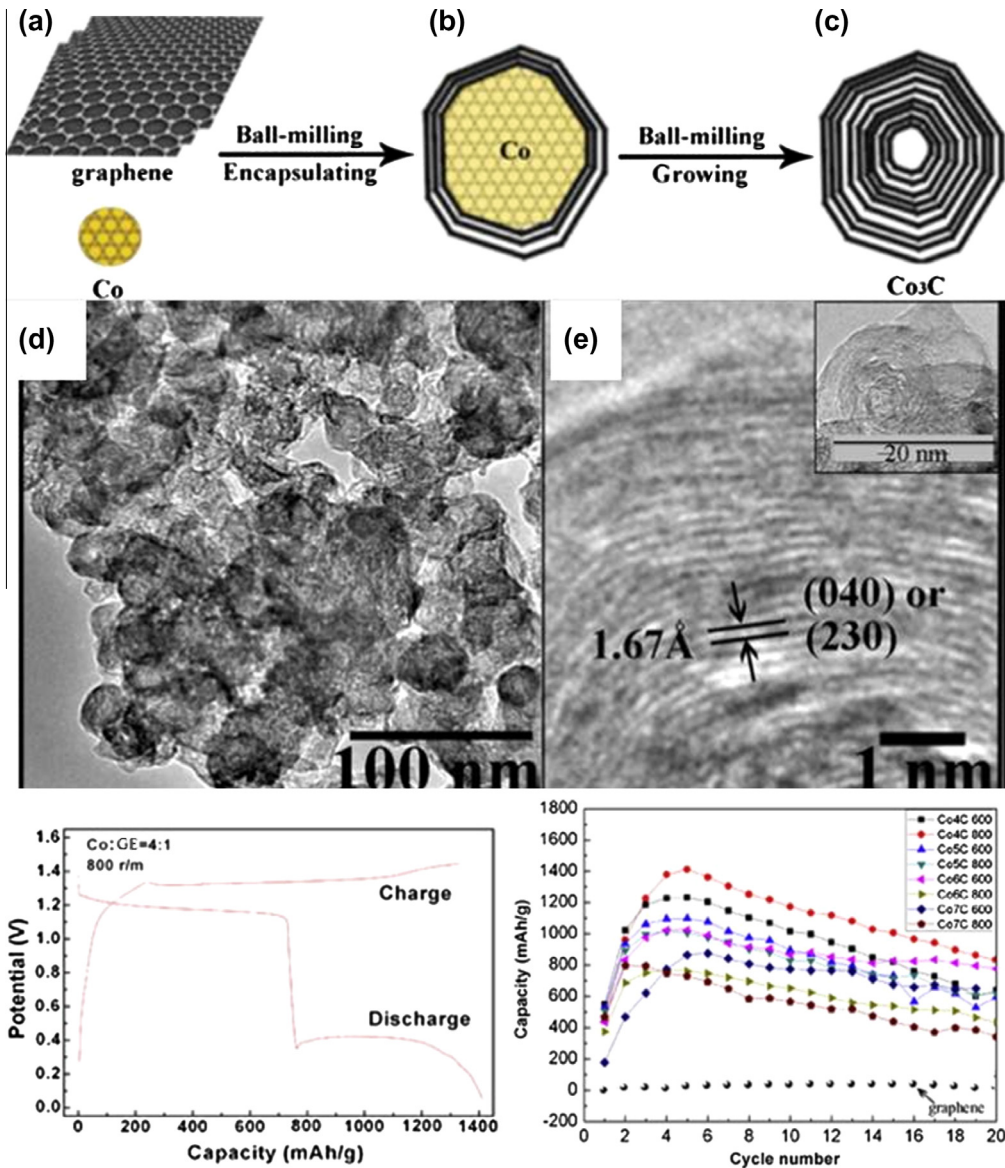 (a)
(b)
(c)
graphene
Co
Ball-milling
Encapsulating
Co
Ball-milling
Growing
Co3C
(d)
100 nm
(e)
20 nm
1.67Å
(040) or
(230)
1 nm
Co:GE=4:1
800 r/m
Charge
Discharge
Potential (V)
1.6
1.4
1.2
1.0
0.8
0.6
0.4
0.2
0.0
0 200 400 600 800 1000 1200 1400
Capacity (mAh/g)
Capacity (mAh/g)
1800
1600
1400
1200
1000
800
600
400
200
0
-200
Co4C 600
Co4C 800
Co5C 600
Co5C 800
Co6C 600
Co6C 800
Co7C 600
Co7C 800
graphene
0 2 4 6 8 10 12 14 16 18 20
Cycle number